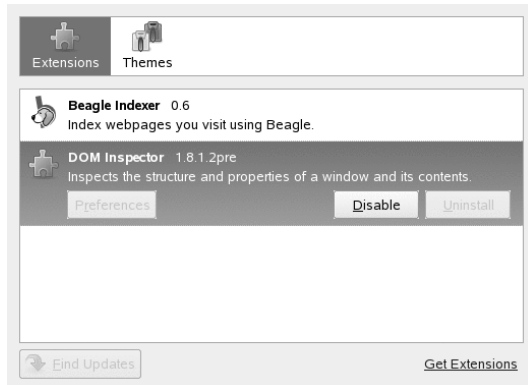 Extensions Themes
Beagle Indexer 0.6
Index webpages you visit using Beagle.
DOM Inspector 1.8.1.2pre
Inspects the structure and properties of a window and its contents.
Preferences Disable Uninstall
Find Updates Get Extensions